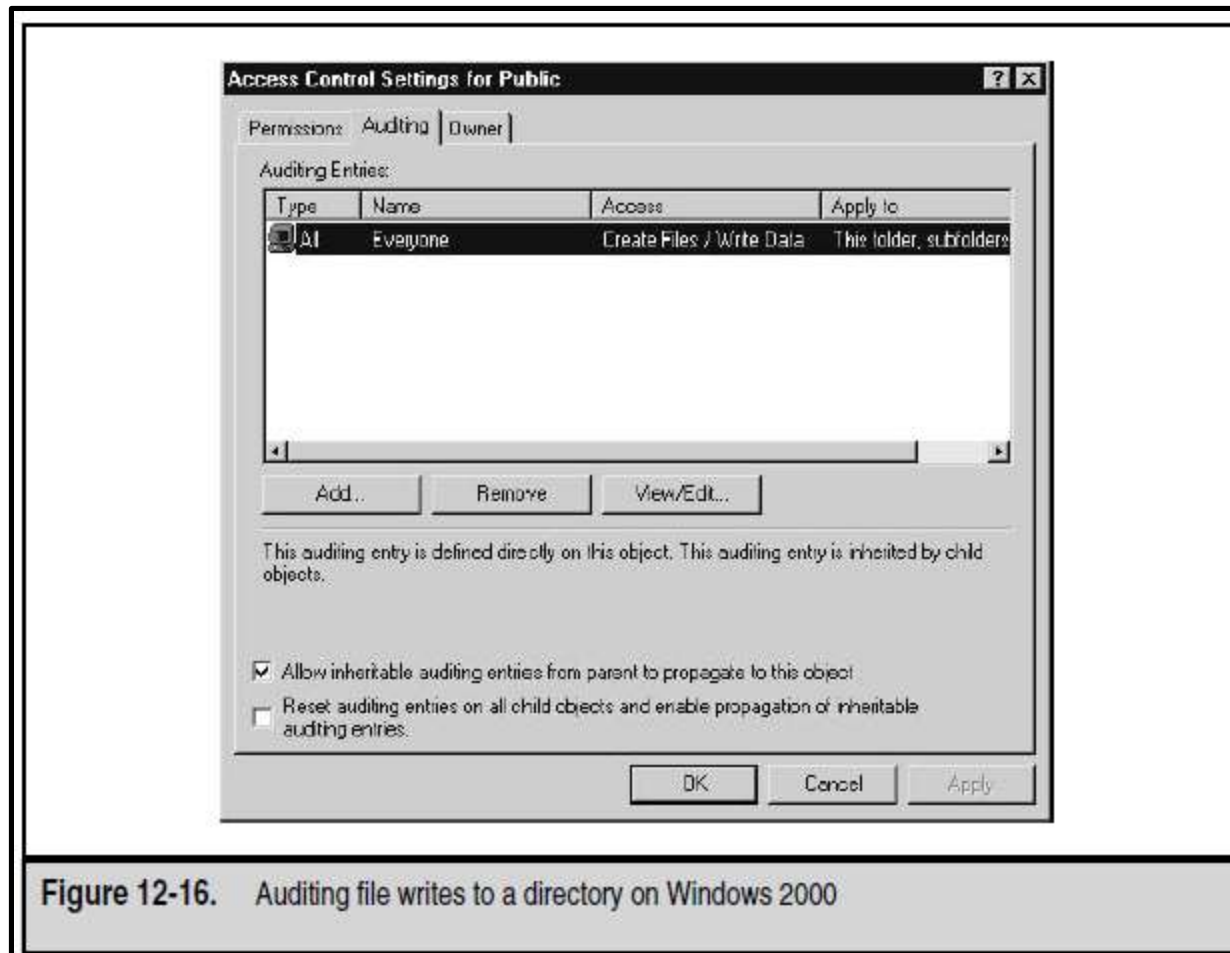 Access Control Settings for Public
Permissions Auditing Owner
Auditing Entries:
Type Name Access Apply to
All Everyone Create Files / Write Data This folder, subfolders
Add... Remove View/Edit...
This auditing entry is defined directly on this object. This auditing entry is inherited by child
objects.
Allow inheritable auditing entries from parent to propagate to this object
Reset auditing entries on all child objects and enable propagation of inheritable
auditing entries.
OK Cancel Apply
Figure 12-16. Auditing file writes to a directory on Windows 2000